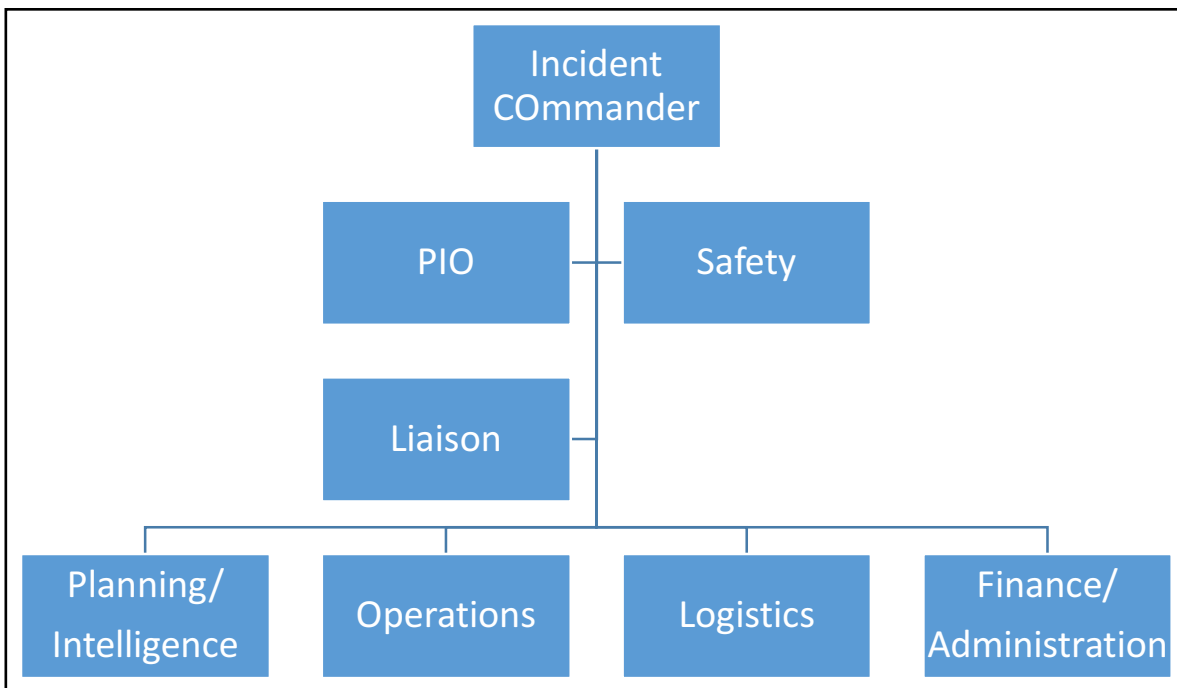 Incident
COmmander
PIO
Safety
Liaison
Planning/
Intelligence
Operations
Logistics
Finance/
Administration